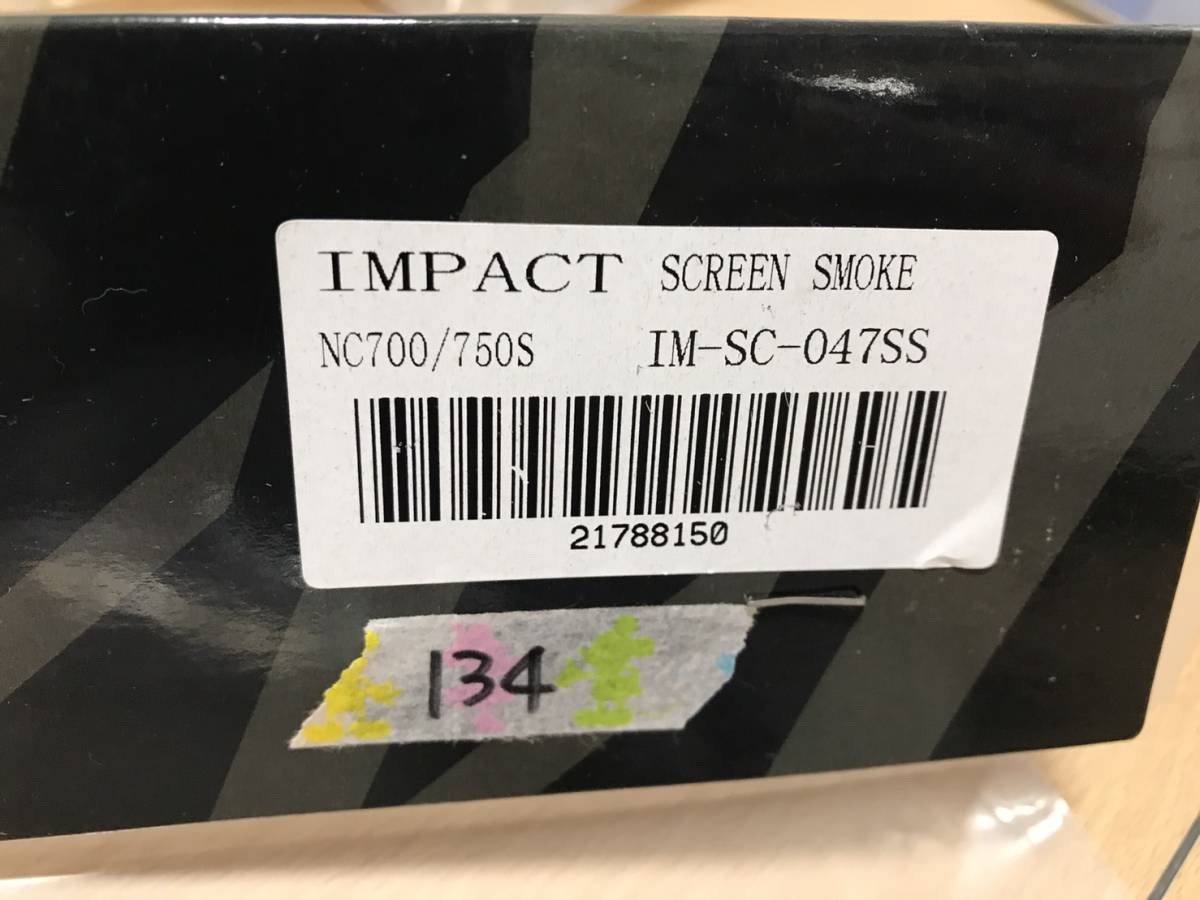 IMPACT SCREEN SMOKE
NC700/750S IM-SC-047SS
21788150
134